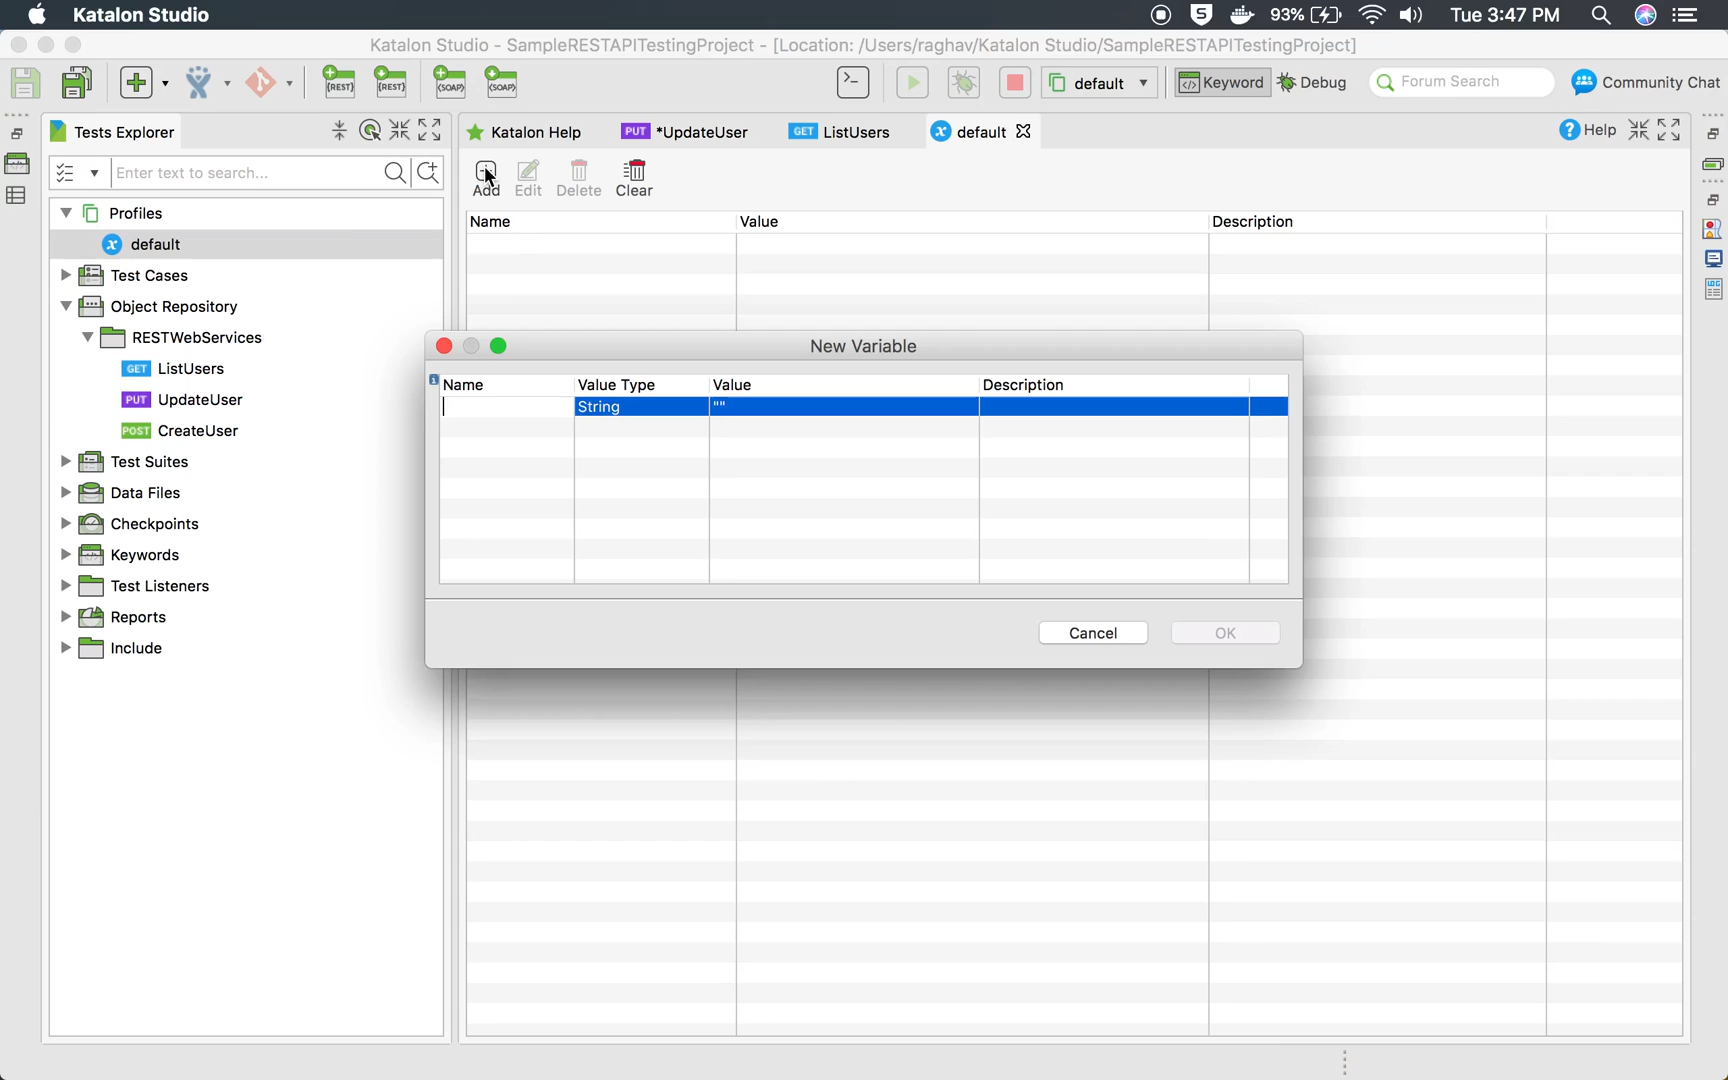 Katalon Studio 93% Tue 3:47 PM
Katalon Studio - SampleRESTAPITestingProject - [Location: /Users/raghav/Katalon Studio/SampleRESTAPITestingProject]
{REST} {REST} {SOAP} {SOAP} default Keyword Debug Forum Search Community Chat
Tests Explorer
Katalon Help PUT *UpdateUser GET ListUsers default Help
Enter text to search...
Add Edit Delete Clear
Name Value Description
Profiles
default
Test Cases
Object Repository
RESTWebServices
GET ListUsers
PUT UpdateUser
POST CreateUser
Test Suites
Data Files
Checkpoints
Keywords
Test Listeners
Reports
Include
New Variable
Name Value Type Value Description
String ""
Cancel OK